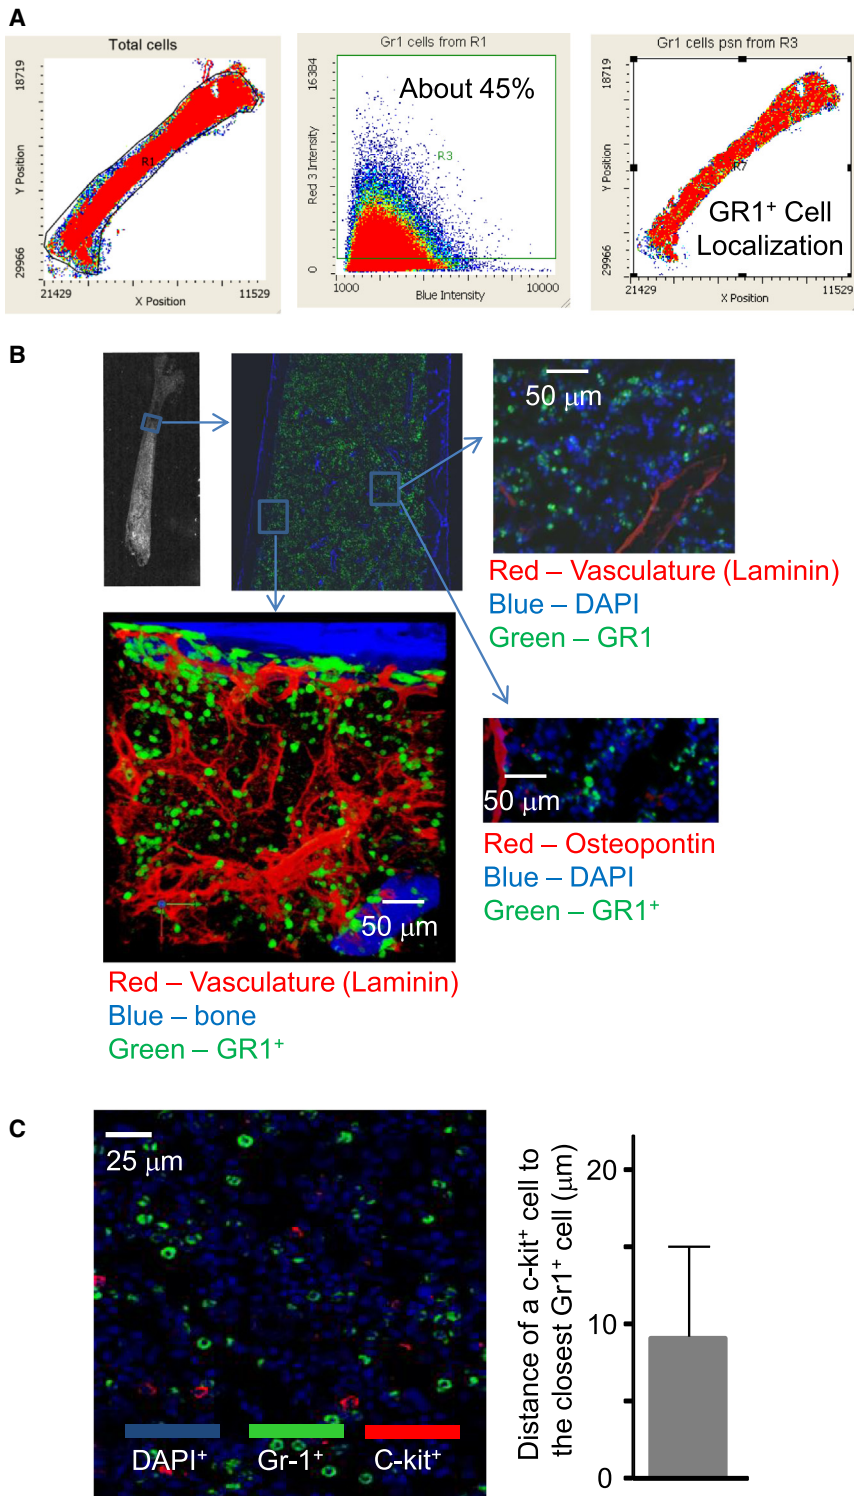 A
Total cells
18719
Y Position
29966
R1
21429
X Position
11529
Gr1 cells from R1
16384
Red 3 Intensity
0
About 45%
R3
1000
Blue Intensity
10000
Gr1 cells psn from R3
18719
Y Position
29966
R7
GR1+ Cell
Localization
21429
X Position
11529
B
50 μm
Red – Vasculature (Laminin)
Blue – DAPI
Green – GR1
50 μm
Red – Osteopontin
Blue – DAPI
Green – GR1+
50 μm
Red – Vasculature (Laminin)
Blue – bone
Green – GR1+
C
25 μm
DAPI+
Gr-1+
C-kit+
Distance of a c-kit+ cell to
the closest Gr1+ cell (μm)
20
10
0